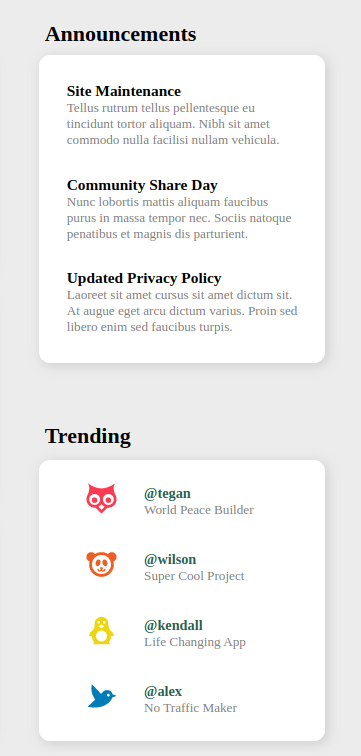 Announcements
Site Maintenance
Tellus rutrum tellus pellentesque eu
tincidunt tortor aliquam. Nibh sit amet
commodo nulla facilisi nullam vehicula.
Community Share Day
Nunc lobortis mattis aliquam faucibus
purus in massa tempor nec. Sociis natoque
penatibus et magnis dis parturient.
Updated Privacy Policy
Laoreet sit amet cursus sit amet dictum sit.
At augue eget arcu dictum varius. Proin sed
libero enim sed faucibus turpis.
Trending
@tegan
World Peace Builder
@wilson
Super Cool Project
@kendall
Life Changing App
@alex
No Traffic Maker